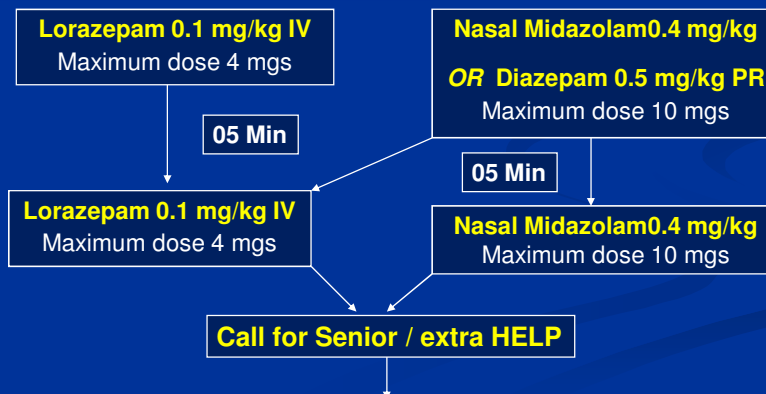 Lorazepam 0.1 mg/kg IV
Maximum dose 4 mgs
Nasal Midazolam0.4 mg/kg
OR Diazepam 0.5 mg/kg PR
Maximum dose 10 mgs
05 Min
05 Min
Lorazepam 0.1 mg/kg IV
Maximum dose 4 mgs
Nasal Midazolam0.4 mg/kg
Maximum dose 10 mgs
Call for Senior / extra HELP